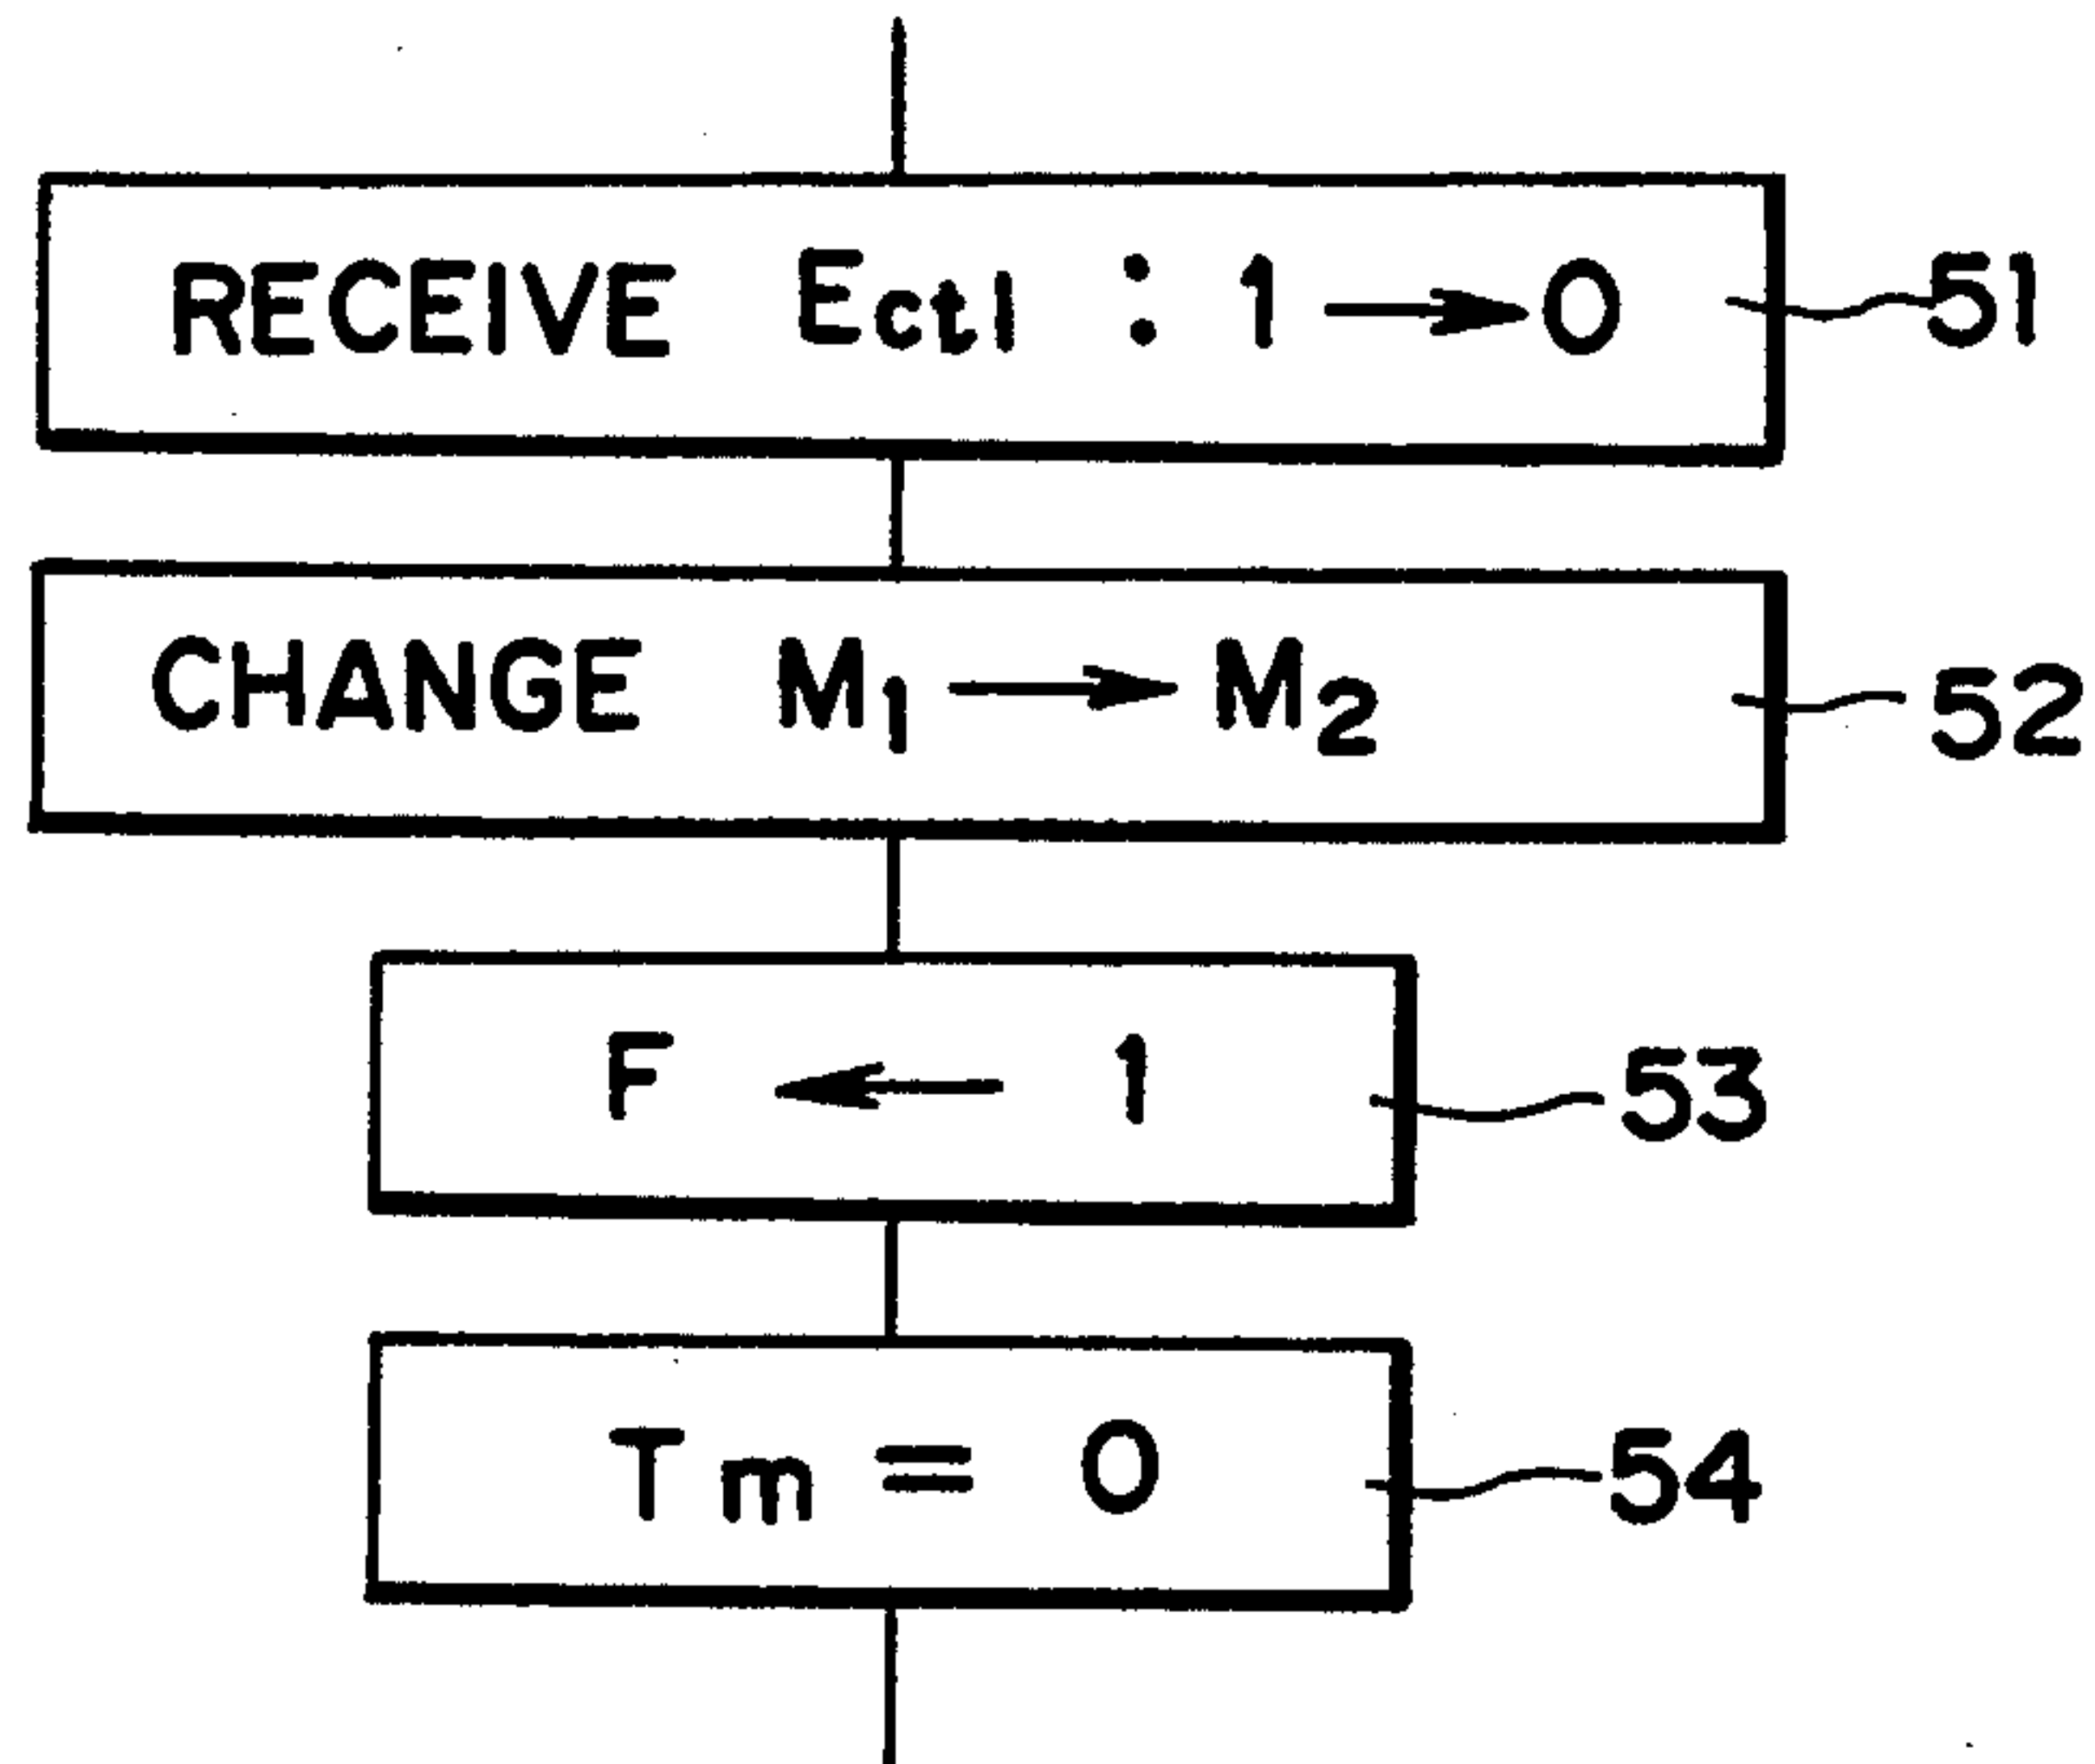 RECEIVE Ectl : 1 → 0 51
CHANGE M₁ → M₂ 52
F ← 1 53
Tm = 0 54